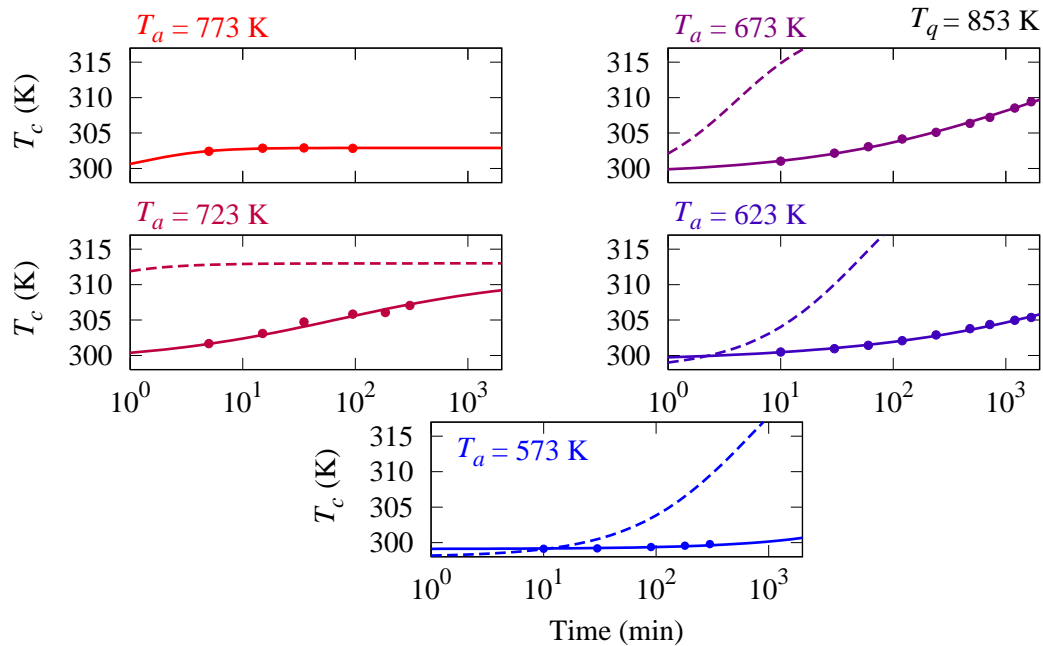 T_a = 773 K
T_a = 673 K
T_q = 853 K
T_c (K)
315
310
305
300
315
310
305
300
T_a = 723 K
T_a = 623 K
T_c (K)
315
310
305
300
10^0 10^1 10^2 10^3
315
310
305
300
10^0 10^1 10^2 10^3
T_a = 573 K
T_c (K)
315
310
305
300
10^0 10^1 10^2 10^3
Time (min)